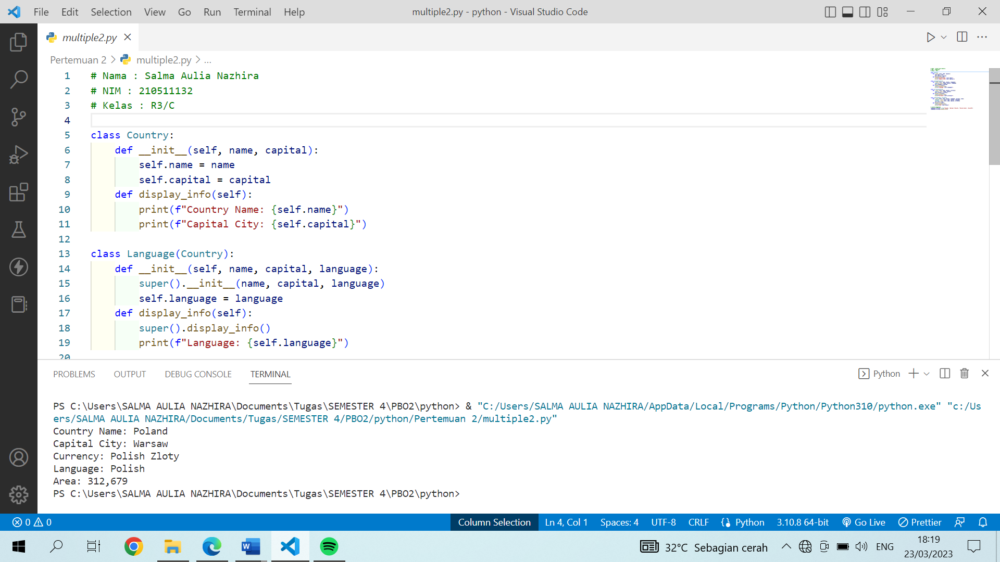 File Edit Selection View Go Run Terminal Help multiple2.py - python - Visual Studio Code
multiple2.py
Pertemuan 2 > multiple2.py > ...
1 # Nama : Salma Aulia Nazhira
2 # NIM : 210511132
3 # Kelas : R3/C
4
5 class Country:
6     def __init__(self, name, capital):
7         self.name = name
8         self.capital = capital
9     def display_info(self):
10         print(f"Country Name: {self.name}")
11         print(f"Capital City: {self.capital}")
12
13 class Language(Country):
14     def __init__(self, name, capital, language):
15         super().__init__(name, capital, language)
16         self.language = language
17     def display_info(self):
18         super().display_info()
19         print(f"Language: {self.language}")
20
PROBLEMS OUTPUT DEBUG CONSOLE TERMINAL Python
PS C:\Users\SALMA AULIA NAZHIRA\Documents\Tugas\SEMESTER 4\PBO2\python> & "C:/Users/SALMA AULIA NAZHIRA/AppData/Local/Programs/Python/Python310/python.exe" "c:/Us
ers/SALMA AULIA NAZHIRA/Documents/Tugas/SEMESTER 4/PBO2/python/Pertemuan 2/multiple2.py"
Country Name: Poland
Capital City: Warsaw
Currency: Polish Zloty
Language: Polish
Area: 312,679
PS C:\Users\SALMA AULIA NAZHIRA\Documents\Tugas\SEMESTER 4\PBO2\python>
0 0 Column Selection Ln 4, Col 1 Spaces: 4 UTF-8 CRLF Python 3.10.8 64-bit Go Live Prettier
32°C Sebagian cerah ENG
18:19
23/03/2023